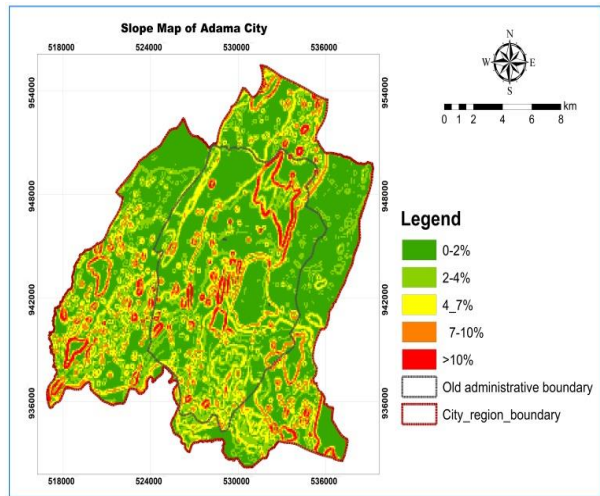 Slope Map of Adama City
518000 524000 530000 536000
N
W E
S
km
0 1 2 4 6 8
954000 954000
948000 948000
942000 942000
936000 936000
Legend
0-2%
2-4%
4_7%
7-10%
>10%
Old administrative boundary
City_region_boundary
518000 524000 530000 536000